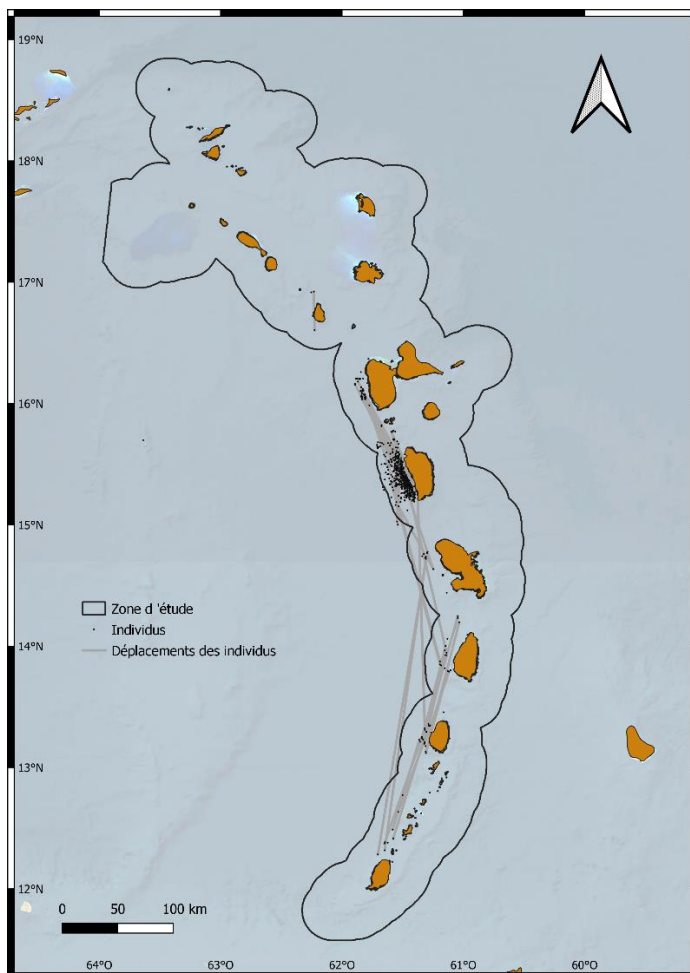 19°N
18°N
17°N
16°N
15°N
14°N
13°N
12°N
Zone d 'étude
Individus
Déplacements des individus
0 50 100 km
64°O 63°O 62°O 61°O 60°O